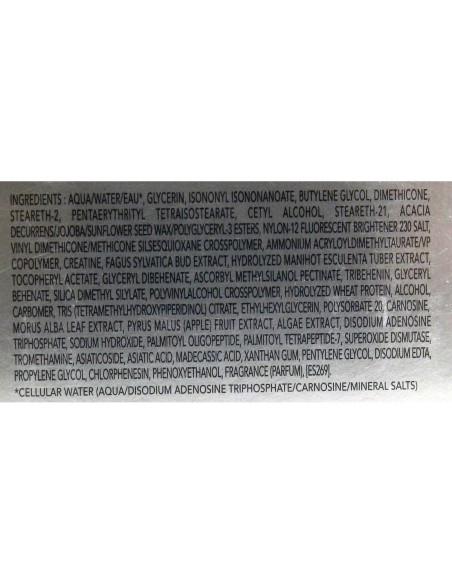 INGREDIENTS : AQUA/WATER/EAU*, GLYCERIN, ISONONYL ISONONANOATE, BUTYLENE GLYCOL, DIMETHICONE,
STEARETH-2, PENTAERYTHRITYL TETRAISOSTEARATE, CETYL ALCOHOL, STEARETH-21, ACACIA
DECURRENS/JOJOBA/SUNFLOWER SEED WAX/POLYGLYCERYL-3 ESTERS, NYLON-12 FLUORESCENT BRIGHTENER 230 SALT,
VINYL DIMETHICONE/METHICONE SILSESQUIOXANE CROSSPOLYMER, AMMONIUM ACRYLOYLDIMETHYLTAURATE/VP
COPOLYMER, CREATINE, FAGUS SYLVATICA BUD EXTRACT, HYDROLYZED MANIHOT ESCULENTA TUBER EXTRACT,
TOCOPHERYL ACETATE, GLYCERYL DIBEHENATE, ASCORBYL METHYLSILANOL PECTINATE, TRIBEHENIN, GLYCERYL
BEHENATE, SILICA DIMETHYL SILYLATE, POLYVINYLALCOHOL CROSSPOLYMER, HYDROLYZED WHEAT PROTEIN, ALCOHOL,
CARBOMER, TRIS (TETRAMETHYLHYDROXYPIPERIDINOL) CITRATE, ETHYLHEXYLGLYCERIN, POLYSORBATE 20, CARNOSINE,
MORUS ALBA LEAF EXTRACT, PYRUS MALUS (APPLE) FRUIT EXTRACT, ALGAE EXTRACT, DISODIUM ADENOSINE
TRIPHOSPHATE, SODIUM HYDROXIDE, PALMITOYL OLIGOPEPTIDE, PALMITOYL TETRAPEPTIDE-7, SUPEROXIDE DISMUTASE,
TROMETHAMINE, ASIATICOSIDE, ASIATIC ACID, MADECASSIC ACID, XANTHAN GUM, PENTYLENE GLYCOL, DISODIUM EDTA,
PROPYLENE GLYCOL, CHLORPHENESIN, PHENOXYETHANOL, FRAGRANCE (PARFUM), [ES269].
*CELLULAR WATER (AQUA/DISODIUM ADENOSINE TRIPHOSPHATE/CARNOSINE/MINERAL SALTS)